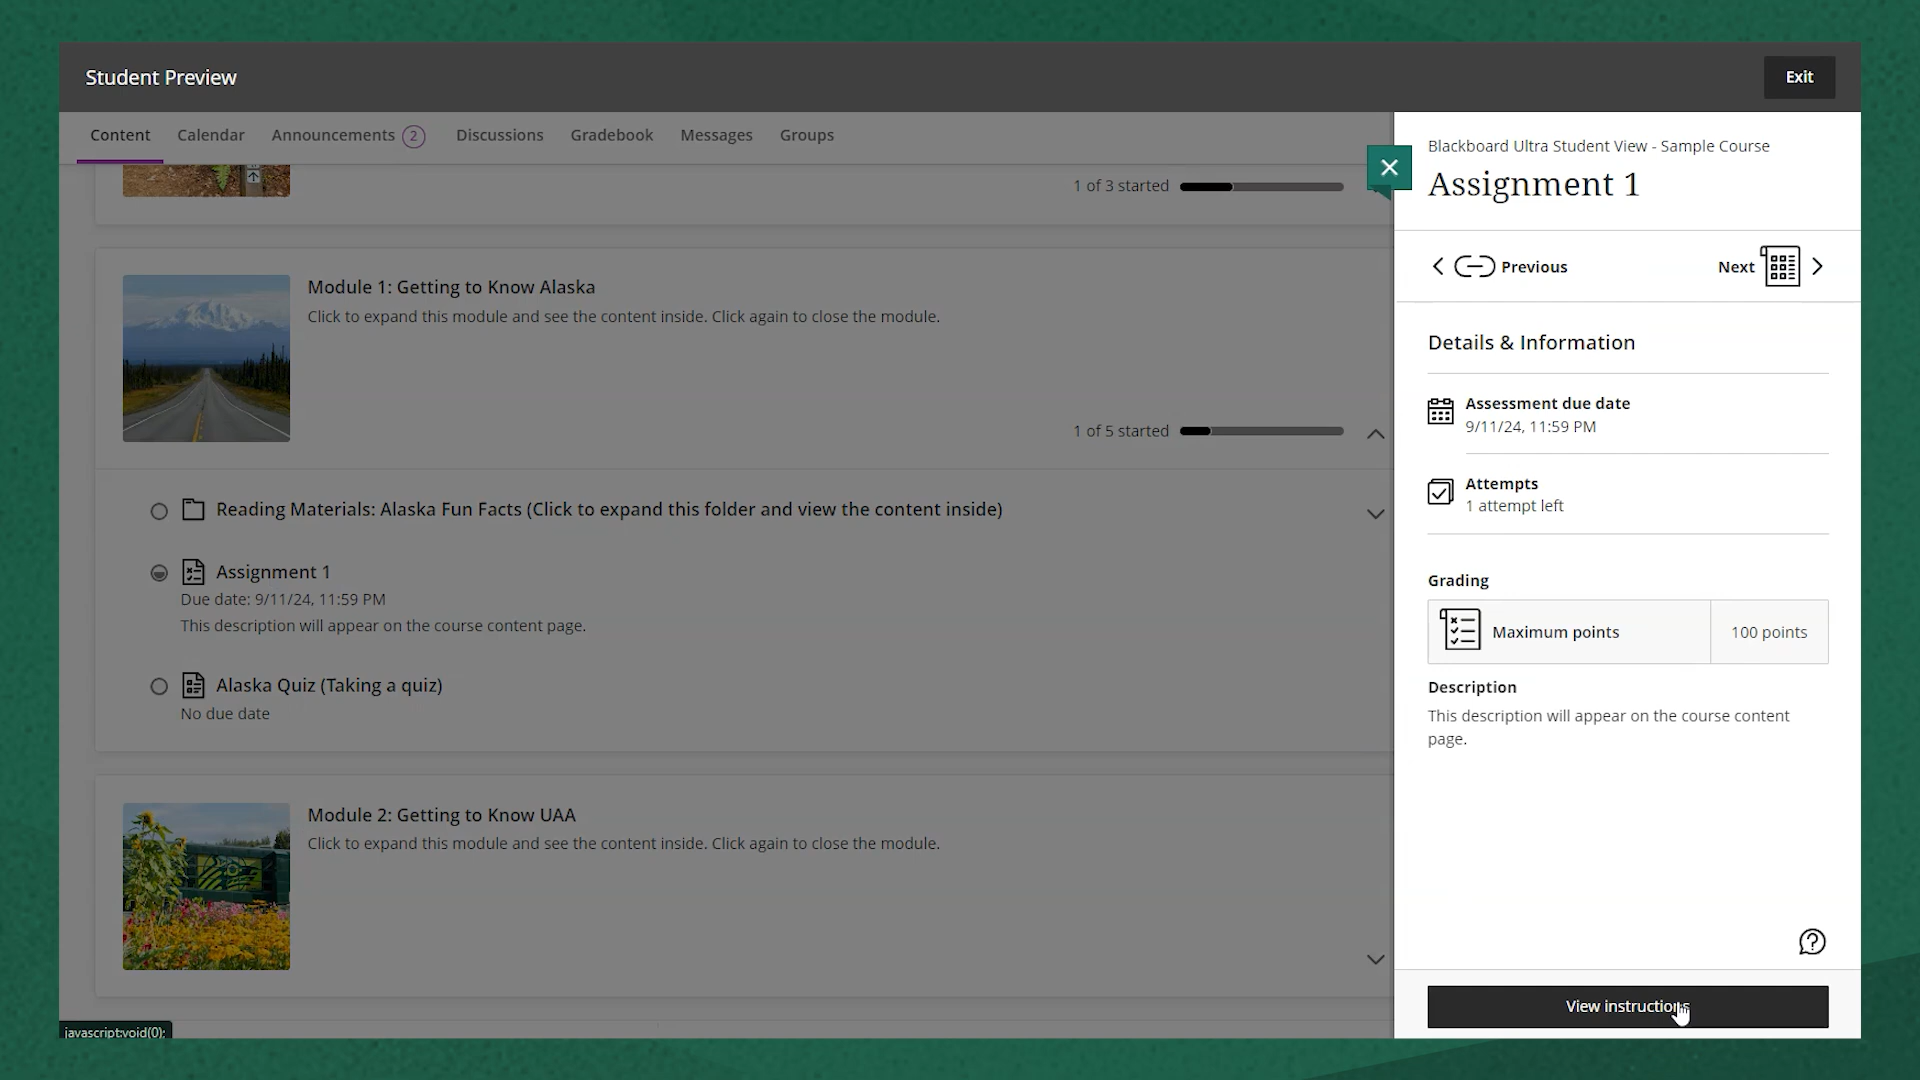 Student Preview
Exit
Content
Calendar
Announcements 2
Discussions
Gradebook
Messages
Groups
1 of 3 started
Module 1: Getting to Know Alaska
Click to expand this module and see the content inside. Click again to close the module.
1 of 5 started
Reading Materials: Alaska Fun Facts (Click to expand this folder and view the content inside)
Assignment 1
Due date: 9/11/24, 11:59 PM
This description will appear on the course content page.
Alaska Quiz (Taking a quiz)
No due date
Module 2: Getting to Know UAA
Click to expand this module and see the content inside. Click again to close the module.
javascript:void(0);
Blackboard Ultra Student View - Sample Course
Assignment 1
Previous
Next
Details & Information
Assessment due date
9/11/24, 11:59 PM
Attempts
1 attempt left
Grading
Maximum points
100 points
Description
This description will appear on the course content
page.
View instructions